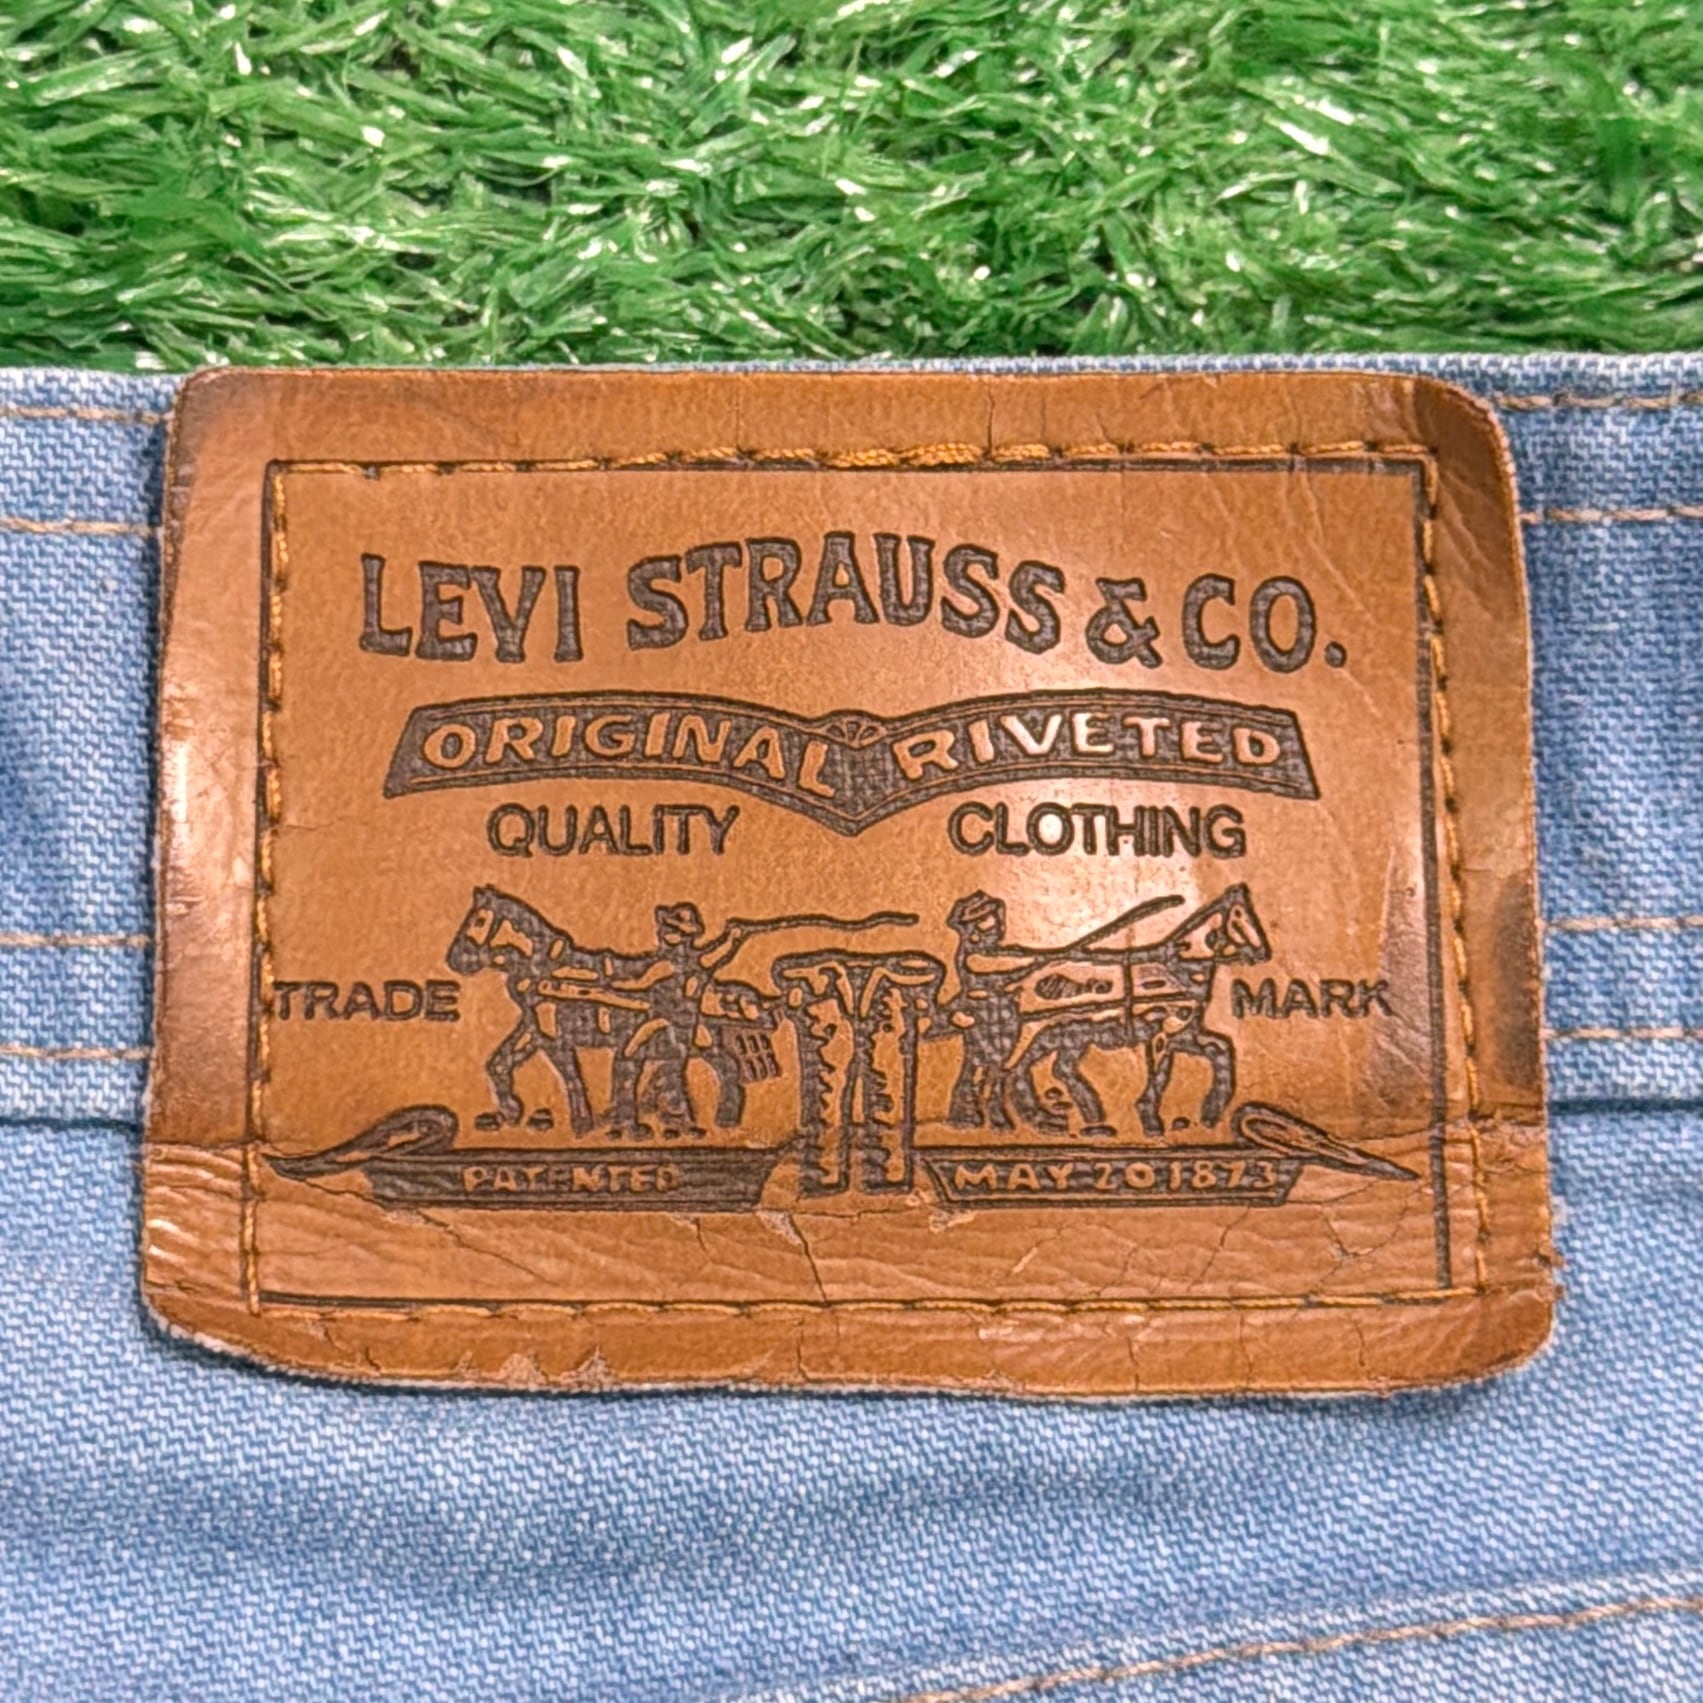 LEVI STRAUSS & CO.
ORIGINAL RIVETED
QUALITY CLOTHING
TRADE MARK
PATENTED MAY 20 1873